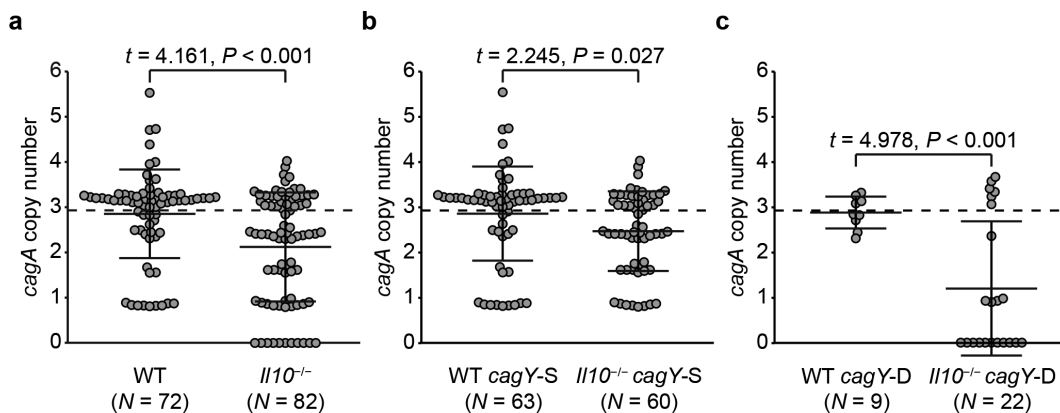 a
t = 4.161, P < 0.001
cagA copy number
6
5
4
3
2
1
0
WT
(N = 72)
Il10–/–
(N = 82)
b
t = 2.245, P = 0.027
cagA copy number
6
5
4
3
2
1
0
WT cagY-S
(N = 63)
Il10–/– cagY-S
(N = 60)
c
t = 4.978, P < 0.001
cagA copy number
6
5
4
3
2
1
0
WT cagY-D
(N = 9)
Il10–/– cagY-D
(N = 22)